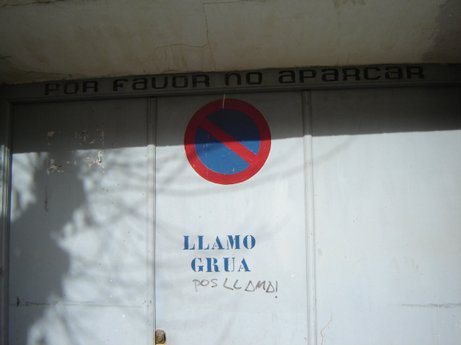 POR FAVOR NO APARCAR
LLAMO
GRUA
POS LLAMA!